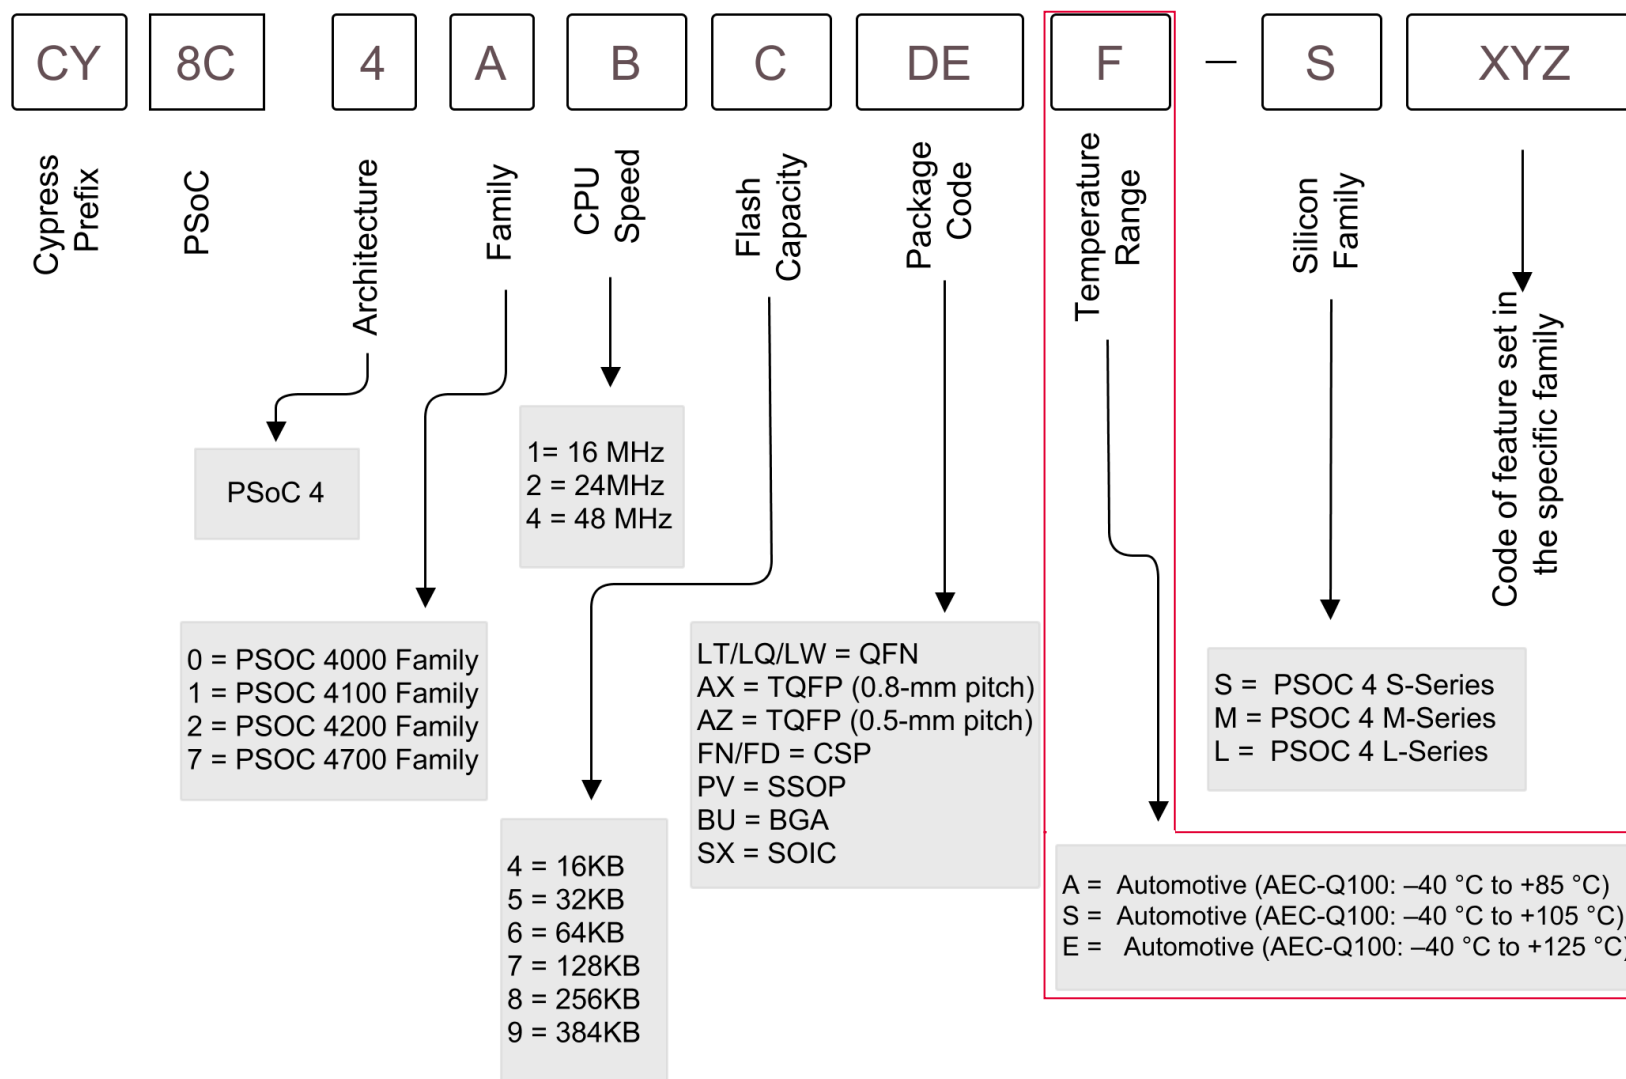 CY 8C 4 A B C DE F – S XYZ
Cypress
Prefix
PSoC
Architecture
Family
CPU
Speed
Flash
Capacity
Package
Code
Temperature
Range
Silicon
Family
Code of feature set in
the specific family
PSoC 4
0 = PSOC 4000 Family
1 = PSOC 4100 Family
2 = PSOC 4200 Family
7 = PSOC 4700 Family
1= 16 MHz
2 = 24MHz
4 = 48 MHz
4 = 16KB
5 = 32KB
6 = 64KB
7 = 128KB
8 = 256KB
9 = 384KB
LT/LQ/LW = QFN
AX = TQFP (0.8-mm pitch)
AZ = TQFP (0.5-mm pitch)
FN/FD = CSP
PV = SSOP
BU = BGA
SX = SOIC
A = Automotive (AEC-Q100: –40 °C to +85 °C)
S = Automotive (AEC-Q100: –40 °C to +105 °C)
E = Automotive (AEC-Q100: –40 °C to +125 °C)
S = PSOC 4 S-Series
M = PSOC 4 M-Series
L = PSOC 4 L-Series